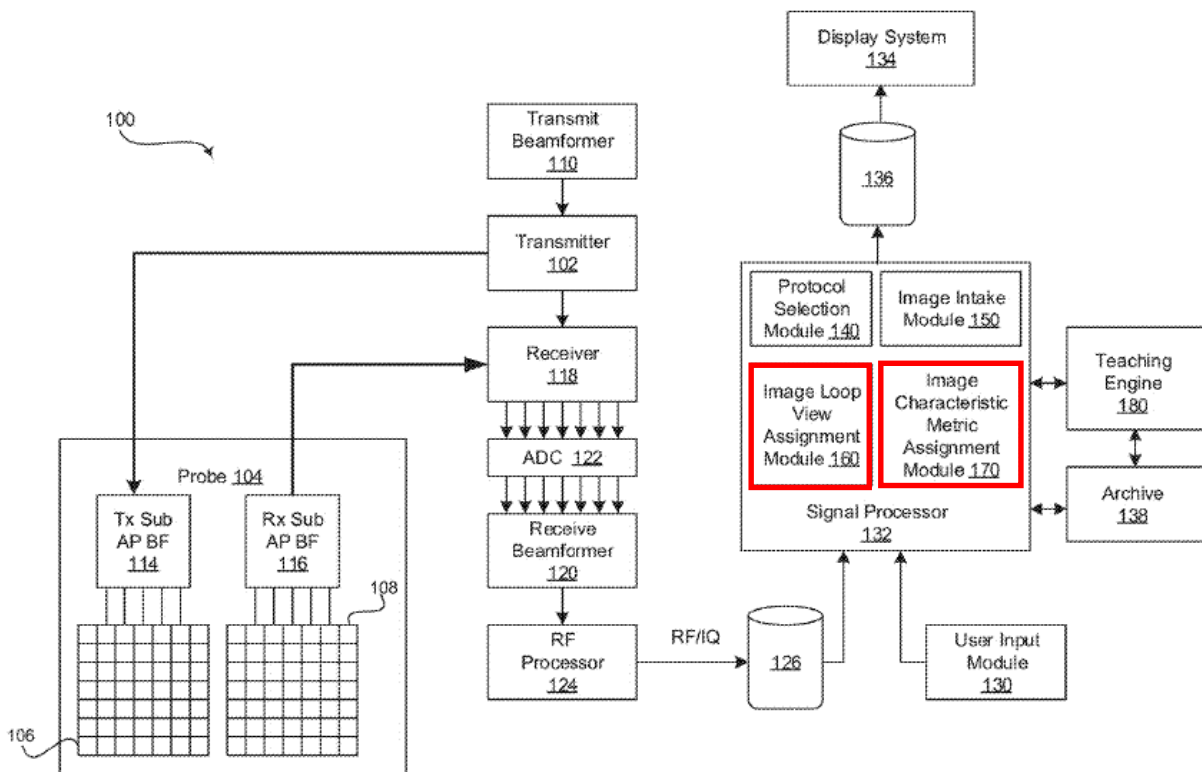 Display System
134
100
Transmit
Beamformer
110
136
Transmitter
102
Protocol
Selection
Module 140
Image Intake
Module 150
Receiver
118
Teaching
Engine
180
Image Loop
View
Assignment
Module 160
Image
Characteristic
Metric
Assignment
Module 170
ADC 122
Probe 104
Archive
138
Tx Sub
AP BF
114
Rx Sub
AP BF
116
Signal Processor
132
Receive
Beamformer
120
108
RF
Processor
124
RF/IQ
126
User Input
Module
130
106